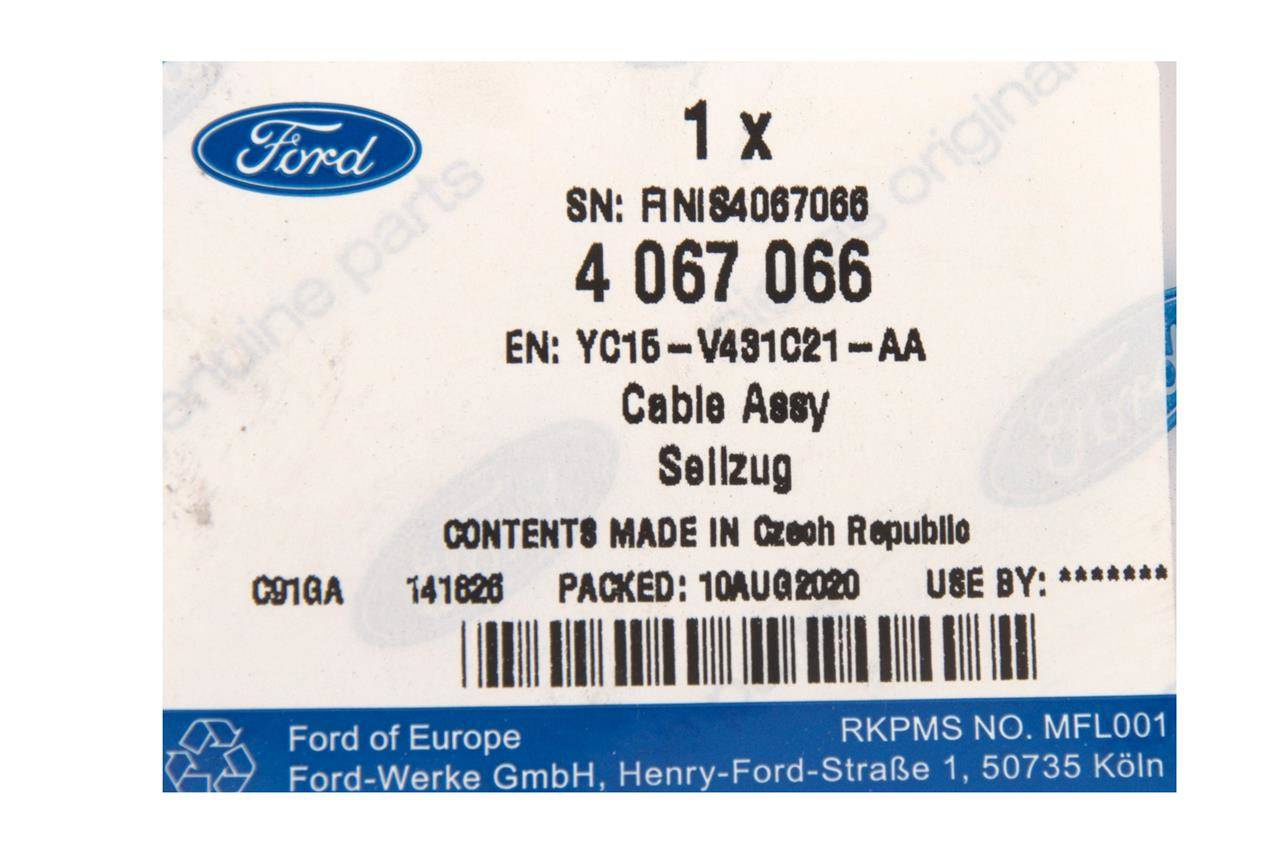 Ford
1 x
SN: FINIS4067066
4 067 066
EN: YC15-V431C21-AA
Cable Assy
Seilzug
CONTENTS MADE IN Czech Republic
C91GA 141626 PACKED: 10AUG2020 USE BY: *******
Ford of Europe RKPMS NO. MFL001
Ford-Werke GmbH, Henry-Ford-Straße 1, 50735 Köln
genuine parts